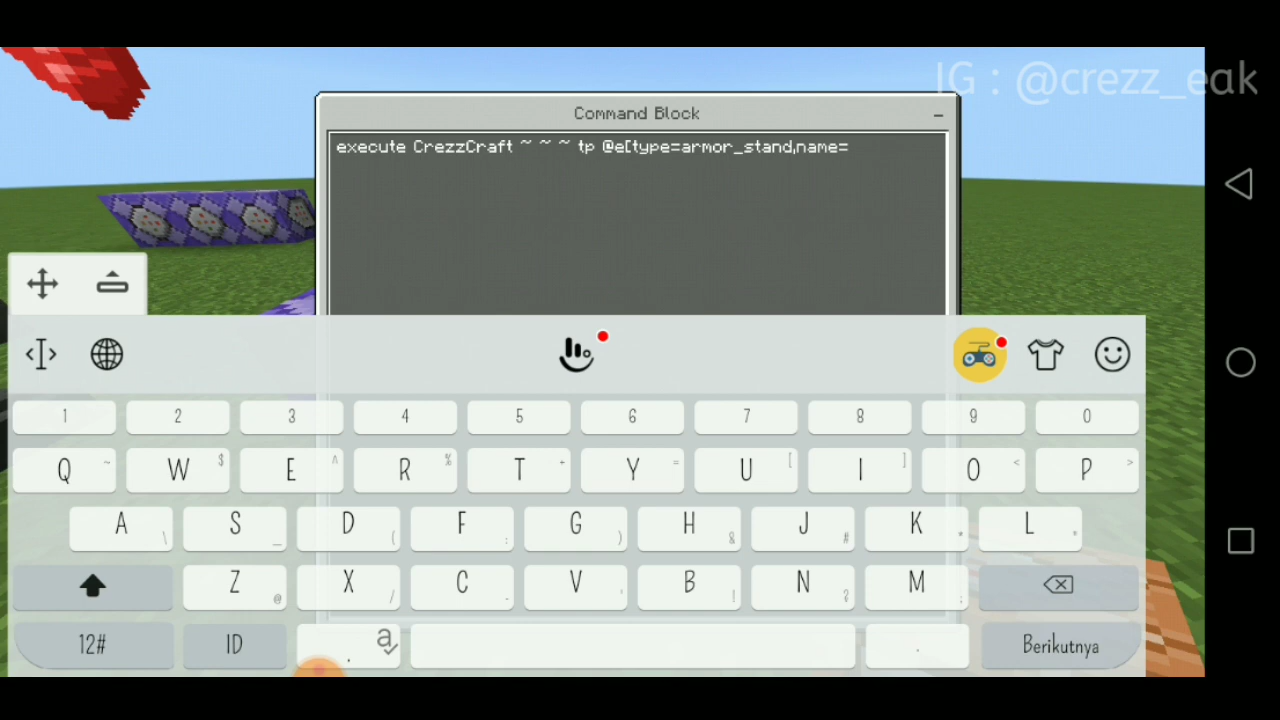 IG : @crezz_eak
Command Block
execute CrezzCraft ~ ~ ~ tp @e[type=armor_stand,name=
1 2 3 4 5 6 7 8 9 0
Q ~ W $ E ^ R % T + Y = U [ I ] O < P >
A \ S _ D ( F : G ) H & J # K * L "
Z @ X / C - V ' B ! N ? M ;
12# ID . a . Berikutnya